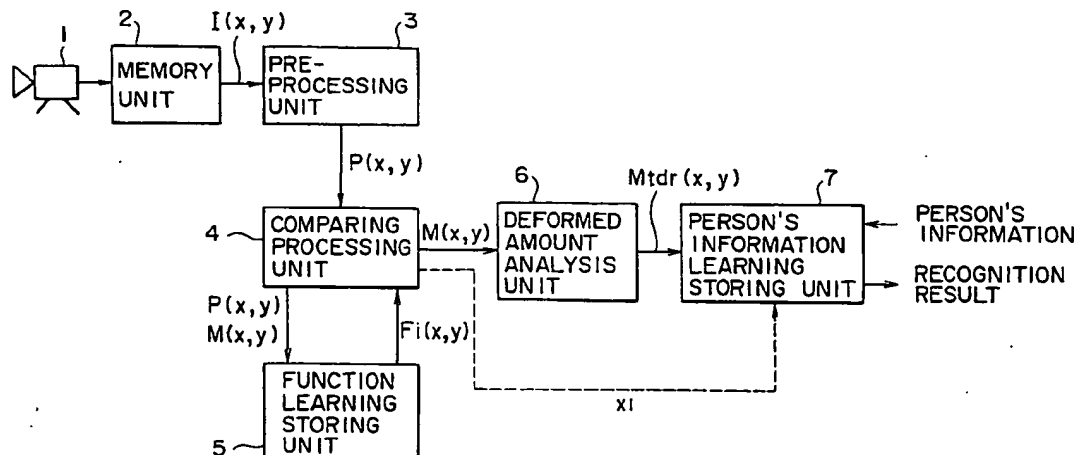 1
2
I(x,y)
3
MEMORY
UNIT
PRE-
PROCESSING
UNIT
P(x,y)
4
COMPARING
PROCESSING
UNIT
M(x,y)
6
DEFORMED
AMOUNT
ANALYSIS
UNIT
Mtdr(x,y)
7
PERSON'S
INFORMATION
LEARNING
STORING UNIT
PERSON'S
INFORMATION
RECOGNITION
RESULT
P(x,y)
M(x,y)
Fi(x,y)
5
FUNCTION
LEARNING
STORING
UNIT
XI